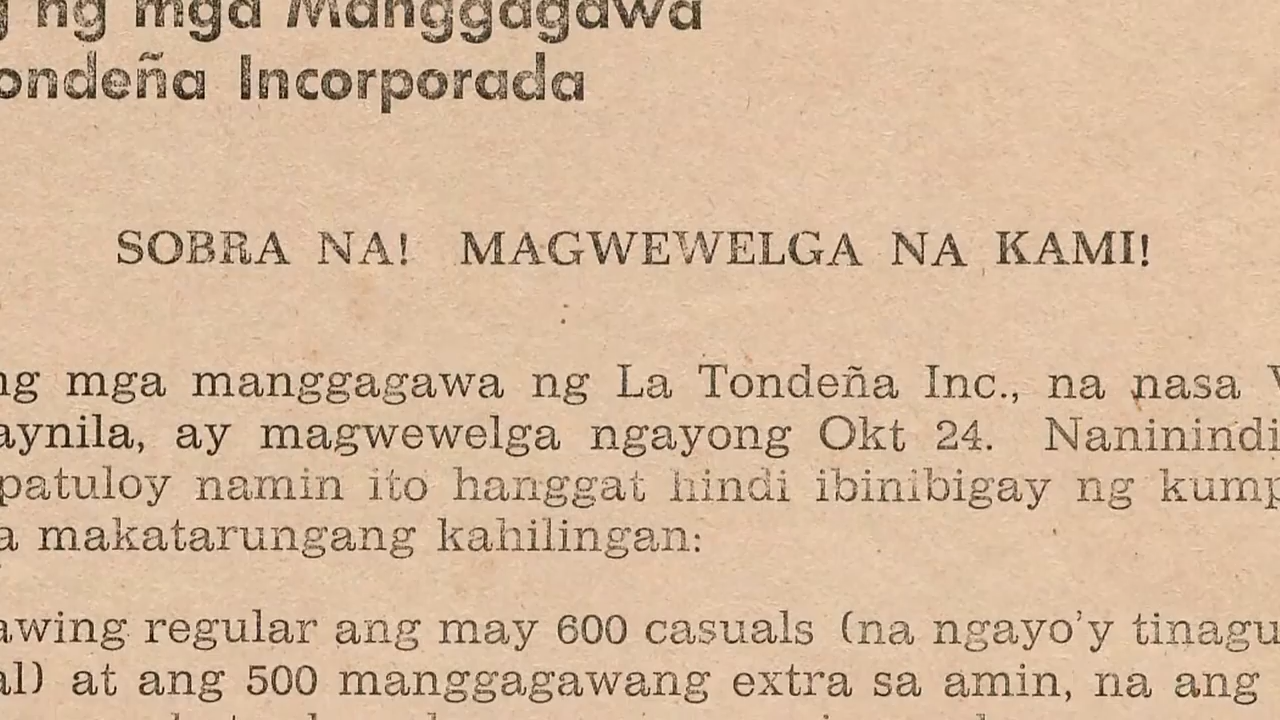 ng mga Manggagawa
ondeña Incorporada
SOBRA NA! MAGWEWELGA NA KAMI!
ng mga manggagawa ng La Tondeña Inc., na nasa V
aynila, ay magwewelga ngayong Okt 24. Naninindi
patuloy namin ito hanggat hindi ibinibigay ng kump
a makatarungang kahilingan:
awing regular ang may 600 casuals (na ngayo'y tinagu
al) at ang 500 manggagawang extra sa amin, na ang